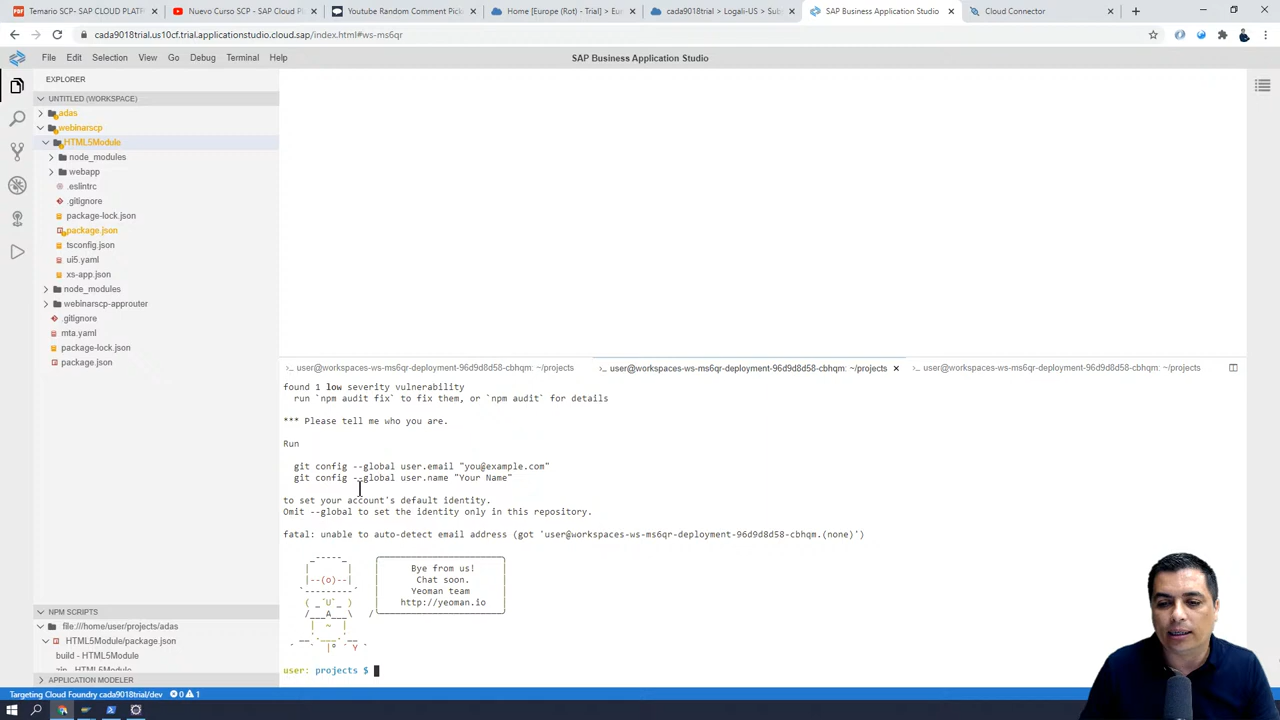 Temario SCP - SAP CLOUD PLAT
Nuevo Curso SCP - SAP Cloud P
Youtube Random Comment Pick
Home [Europe (Rot) - Trial] > Eu
cada9018trial > Logali-US > Sub
SAP Business Application Studio
Cloud Connector
cada9018trial.us10cf.trial.applicationstudio.cloud.sap/index.html#ws-ms6qr
File Edit Selection View Go Debug Terminal Help
SAP Business Application Studio
EXPLORER
UNTITLED (WORKSPACE)
adas
webinarscp
HTML5Module
node_modules
webapp
.eslintrc
.gitignore
package-lock.json
package.json
tsconfig.json
ui5.yaml
xs-app.json
node_modules
webinarscp-approuter
.gitignore
mta.yaml
package-lock.json
package.json
NPM SCRIPTS
file:///home/user/projects/adas
HTML5Module/package.json
build - HTML5Module
zip - HTML5Module
APPLICATION MODELER
user@workspaces-ws-ms6qr-deployment-96d9d8d58-cbhqm: ~/projects
user@workspaces-ws-ms6qr-deployment-96d9d8d58-cbhqm: ~/projects
user@workspaces-ws-ms6qr-deployment-96d9d8d58-cbhqm: ~/projects
found 1 low severity vulnerability
run `npm audit fix` to fix them, or `npm audit` for details
*** Please tell me who you are.
Run
git config --global user.email "you@example.com"
git config --global user.name "Your Name"
to set your account's default identity.
Omit --global to set the identity only in this repository.
fatal: unable to auto-detect email address (got 'user@workspaces-ws-ms6qr-deployment-96d9d8d58-cbhqm.(none)')
Bye from us!
Chat soon.
Yeoman team
http://yeoman.io
user: projects $
Targeting Cloud Foundry cada9018trial/dev 0 1